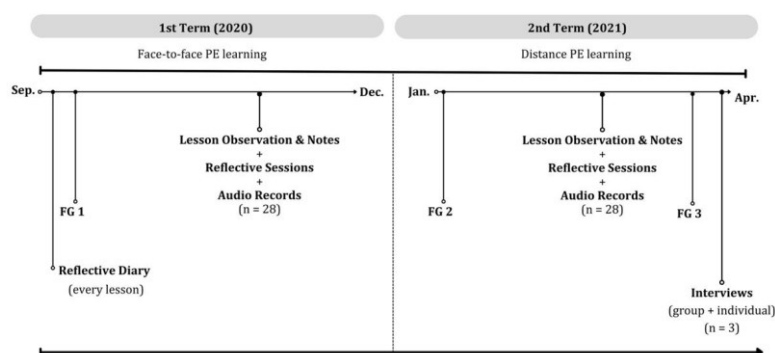 1st Term (2020)
2nd Term (2021)
Face-to-face PE learning
Distance PE learning
Sep.
Dec.
Jan.
Apr.
Lesson Observation & Notes
+
Reflective Sessions
+
Audio Records
(n = 28)
FG 1
Reflective Diary
(every lesson)
Lesson Observation & Notes
+
Reflective Sessions
+
Audio Records
(n = 28)
FG 2
FG 3
Interviews
(group + individual)
(n = 3)